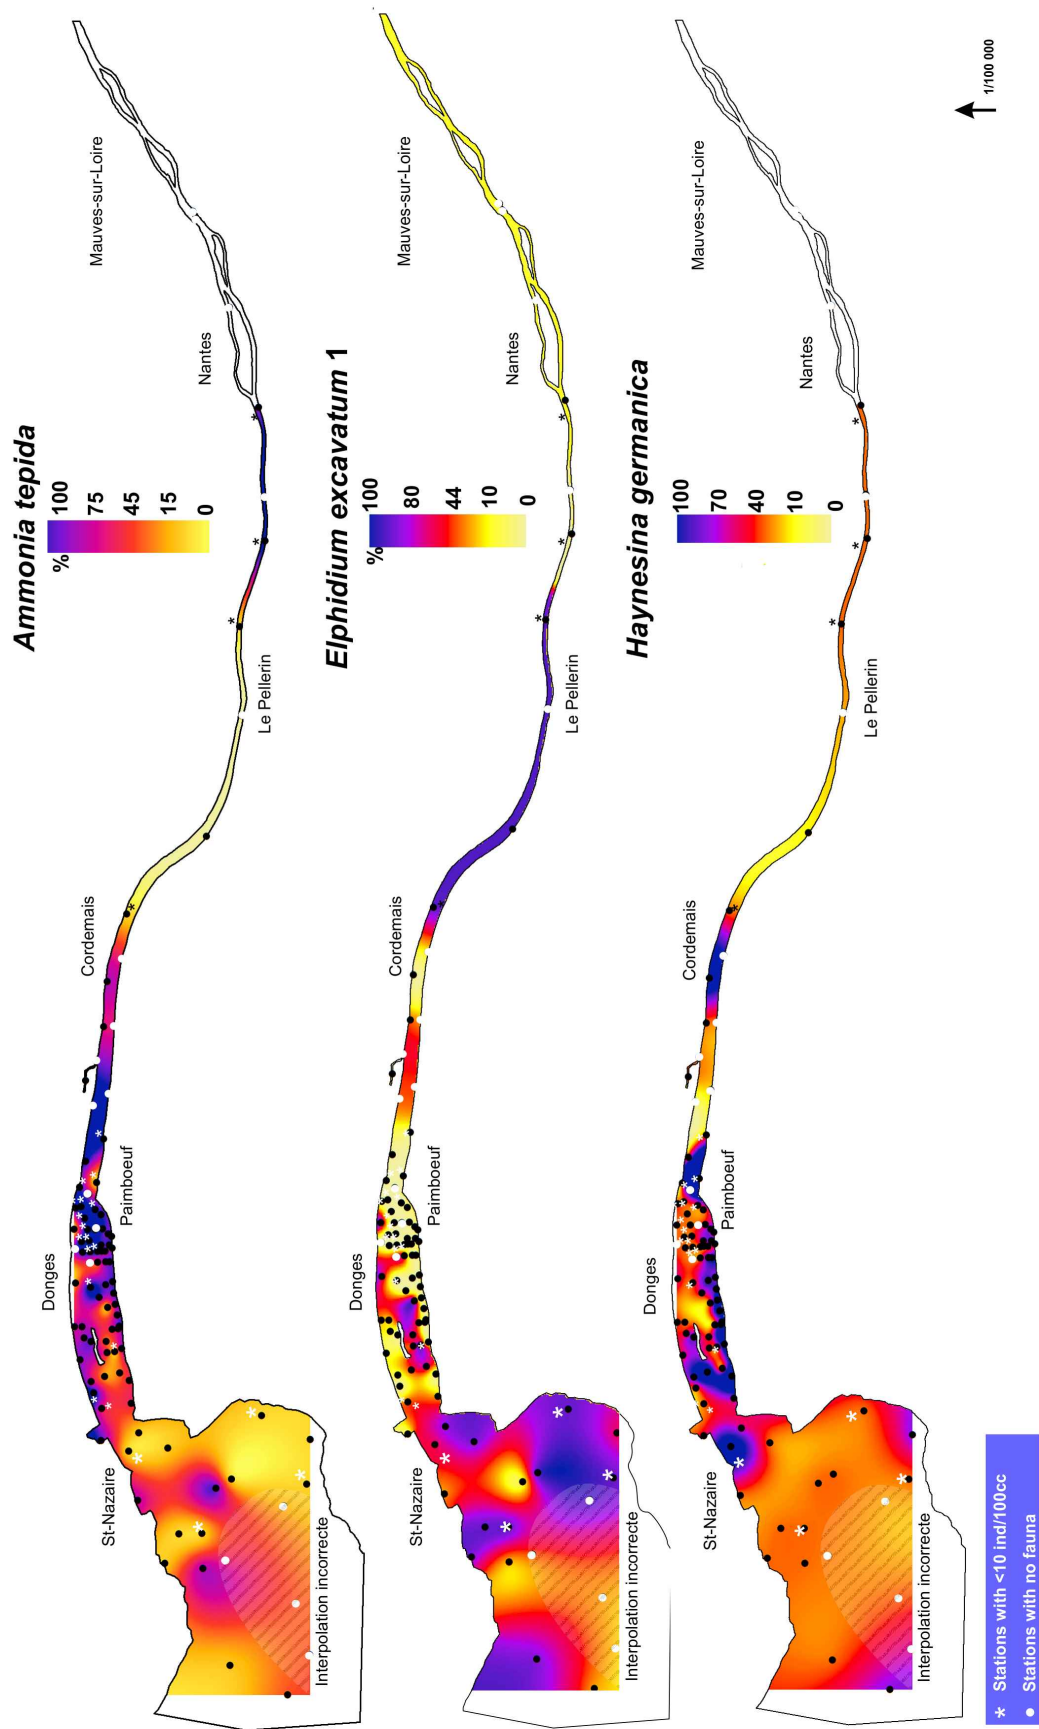 Ammonia tepida
%
100
75
45
15
0
Mauves-sur-Loire
Nantes
Le Pellerin
Cordemais
Paimboeuf
Donges
St-Nazaire
Interpolation incorrecte
Elphidium excavatum 1
%
100
80
44
10
0
Mauves-sur-Loire
Nantes
Le Pellerin
Cordemais
Paimboeuf
Donges
St-Nazaire
Interpolation incorrecte
Haynesina germanica
100
70
40
10
0
Mauves-sur-Loire
Nantes
Le Pellerin
Cordemais
Paimboeuf
Donges
St-Nazaire
Interpolation incorrecte
1/100 000
* Stations with <10 ind/100cc
Stations with no fauna